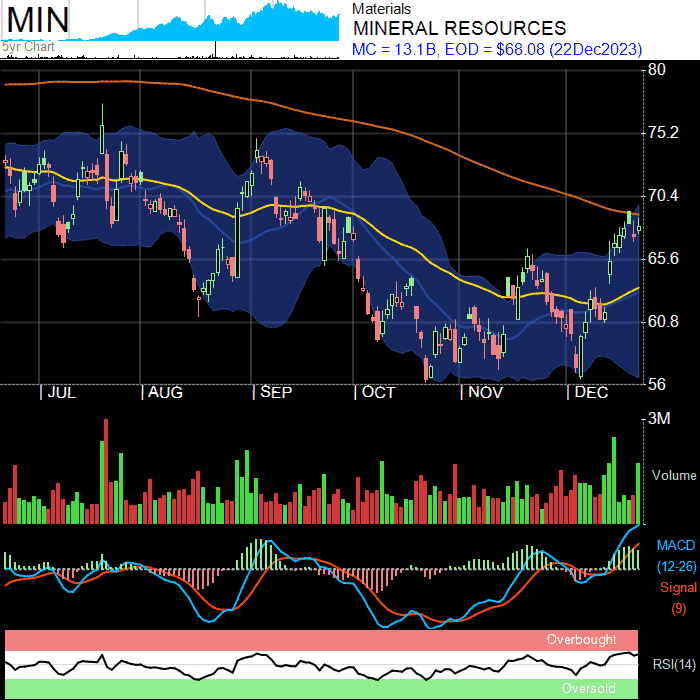 MIN
5yr Chart
Materials
MINERAL RESOURCES
MC = 13.1B, EOD = $68.08 (22Dec2023)
80
75.2
70.4
65.6
60.8
56
JUL AUG SEP OCT NOV DEC
3M
Volume
MACD
(12-26)
Signal
(9)
Overbought
RSI(14)
Oversold